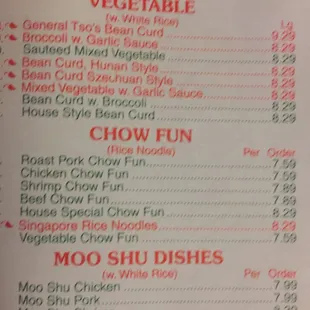 VEGETABLE
(w. White Rice)
Lg
General Tso's Bean Curd 9.29
Broccoli w. Garlic Sauce 8.29
Sauteed Mixed Vegetable 8.29
Bean Curd, Hunan Style 8.29
Bean Curd Szechuan Style 8.29
Mixed Vegetable w. Garlic Sauce 8.29
Bean Curd w. Broccoli 8.29
House Style Bean Curd 8.29
CHOW FUN
(Rice Noodle) Per Order
Roast Pork Chow Fun 7.59
Chicken Chow Fun 7.59
Shrimp Chow Fun 7.89
Beef Chow Fun 7.89
House Special Chow Fun 8.29
Singapore Rice Noodles 8.29
Vegetable Chow Fun 7.59
MOO SHU DISHES
(w. White Rice) Per Order
Moo Shu Chicken 7.99
Moo Shu Pork 7.99